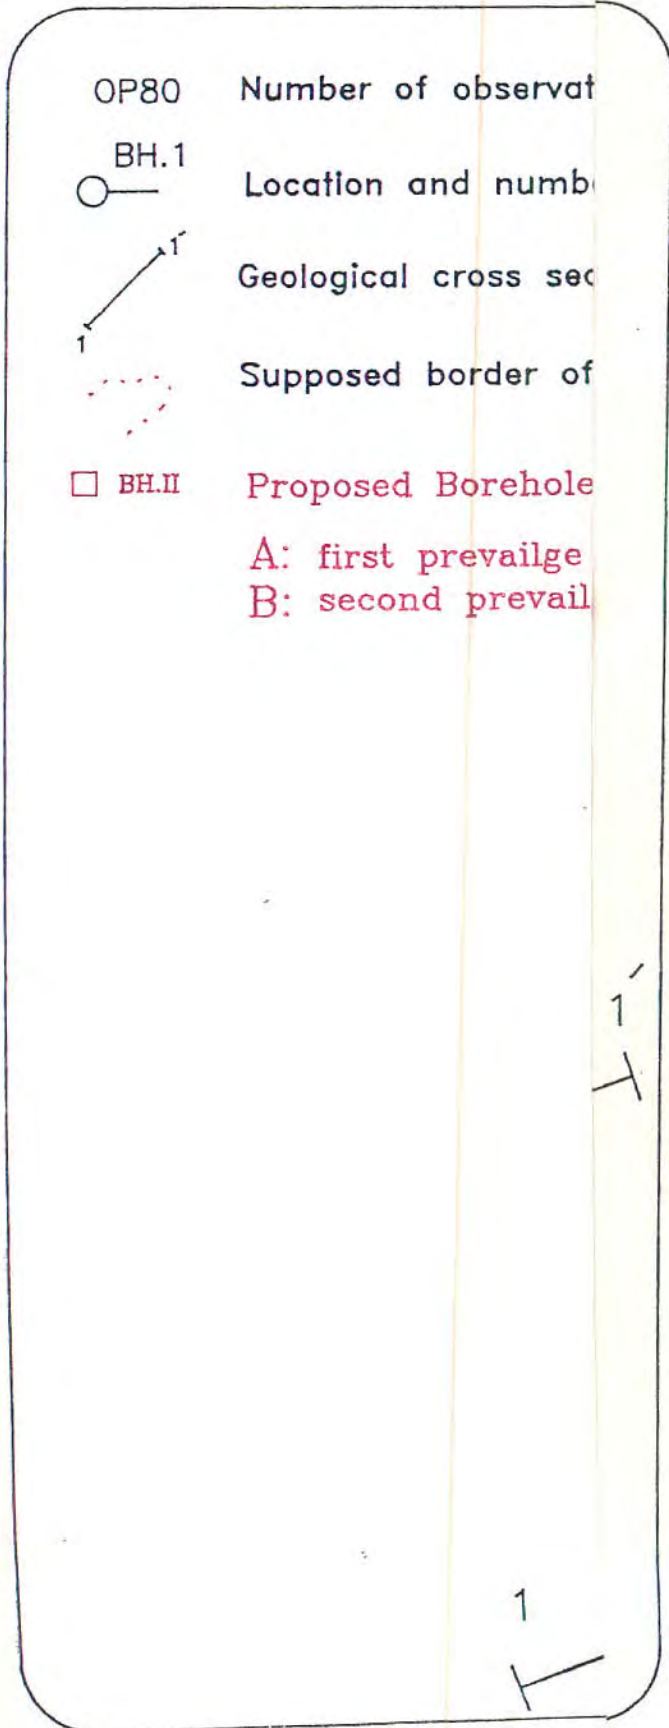 OP80 Number of observat
BH.1
Location and numb
1´
Geological cross sec
1
Supposed border of
BH.II Proposed Borehole
A: first prevailge
B: second prevail
1´
1